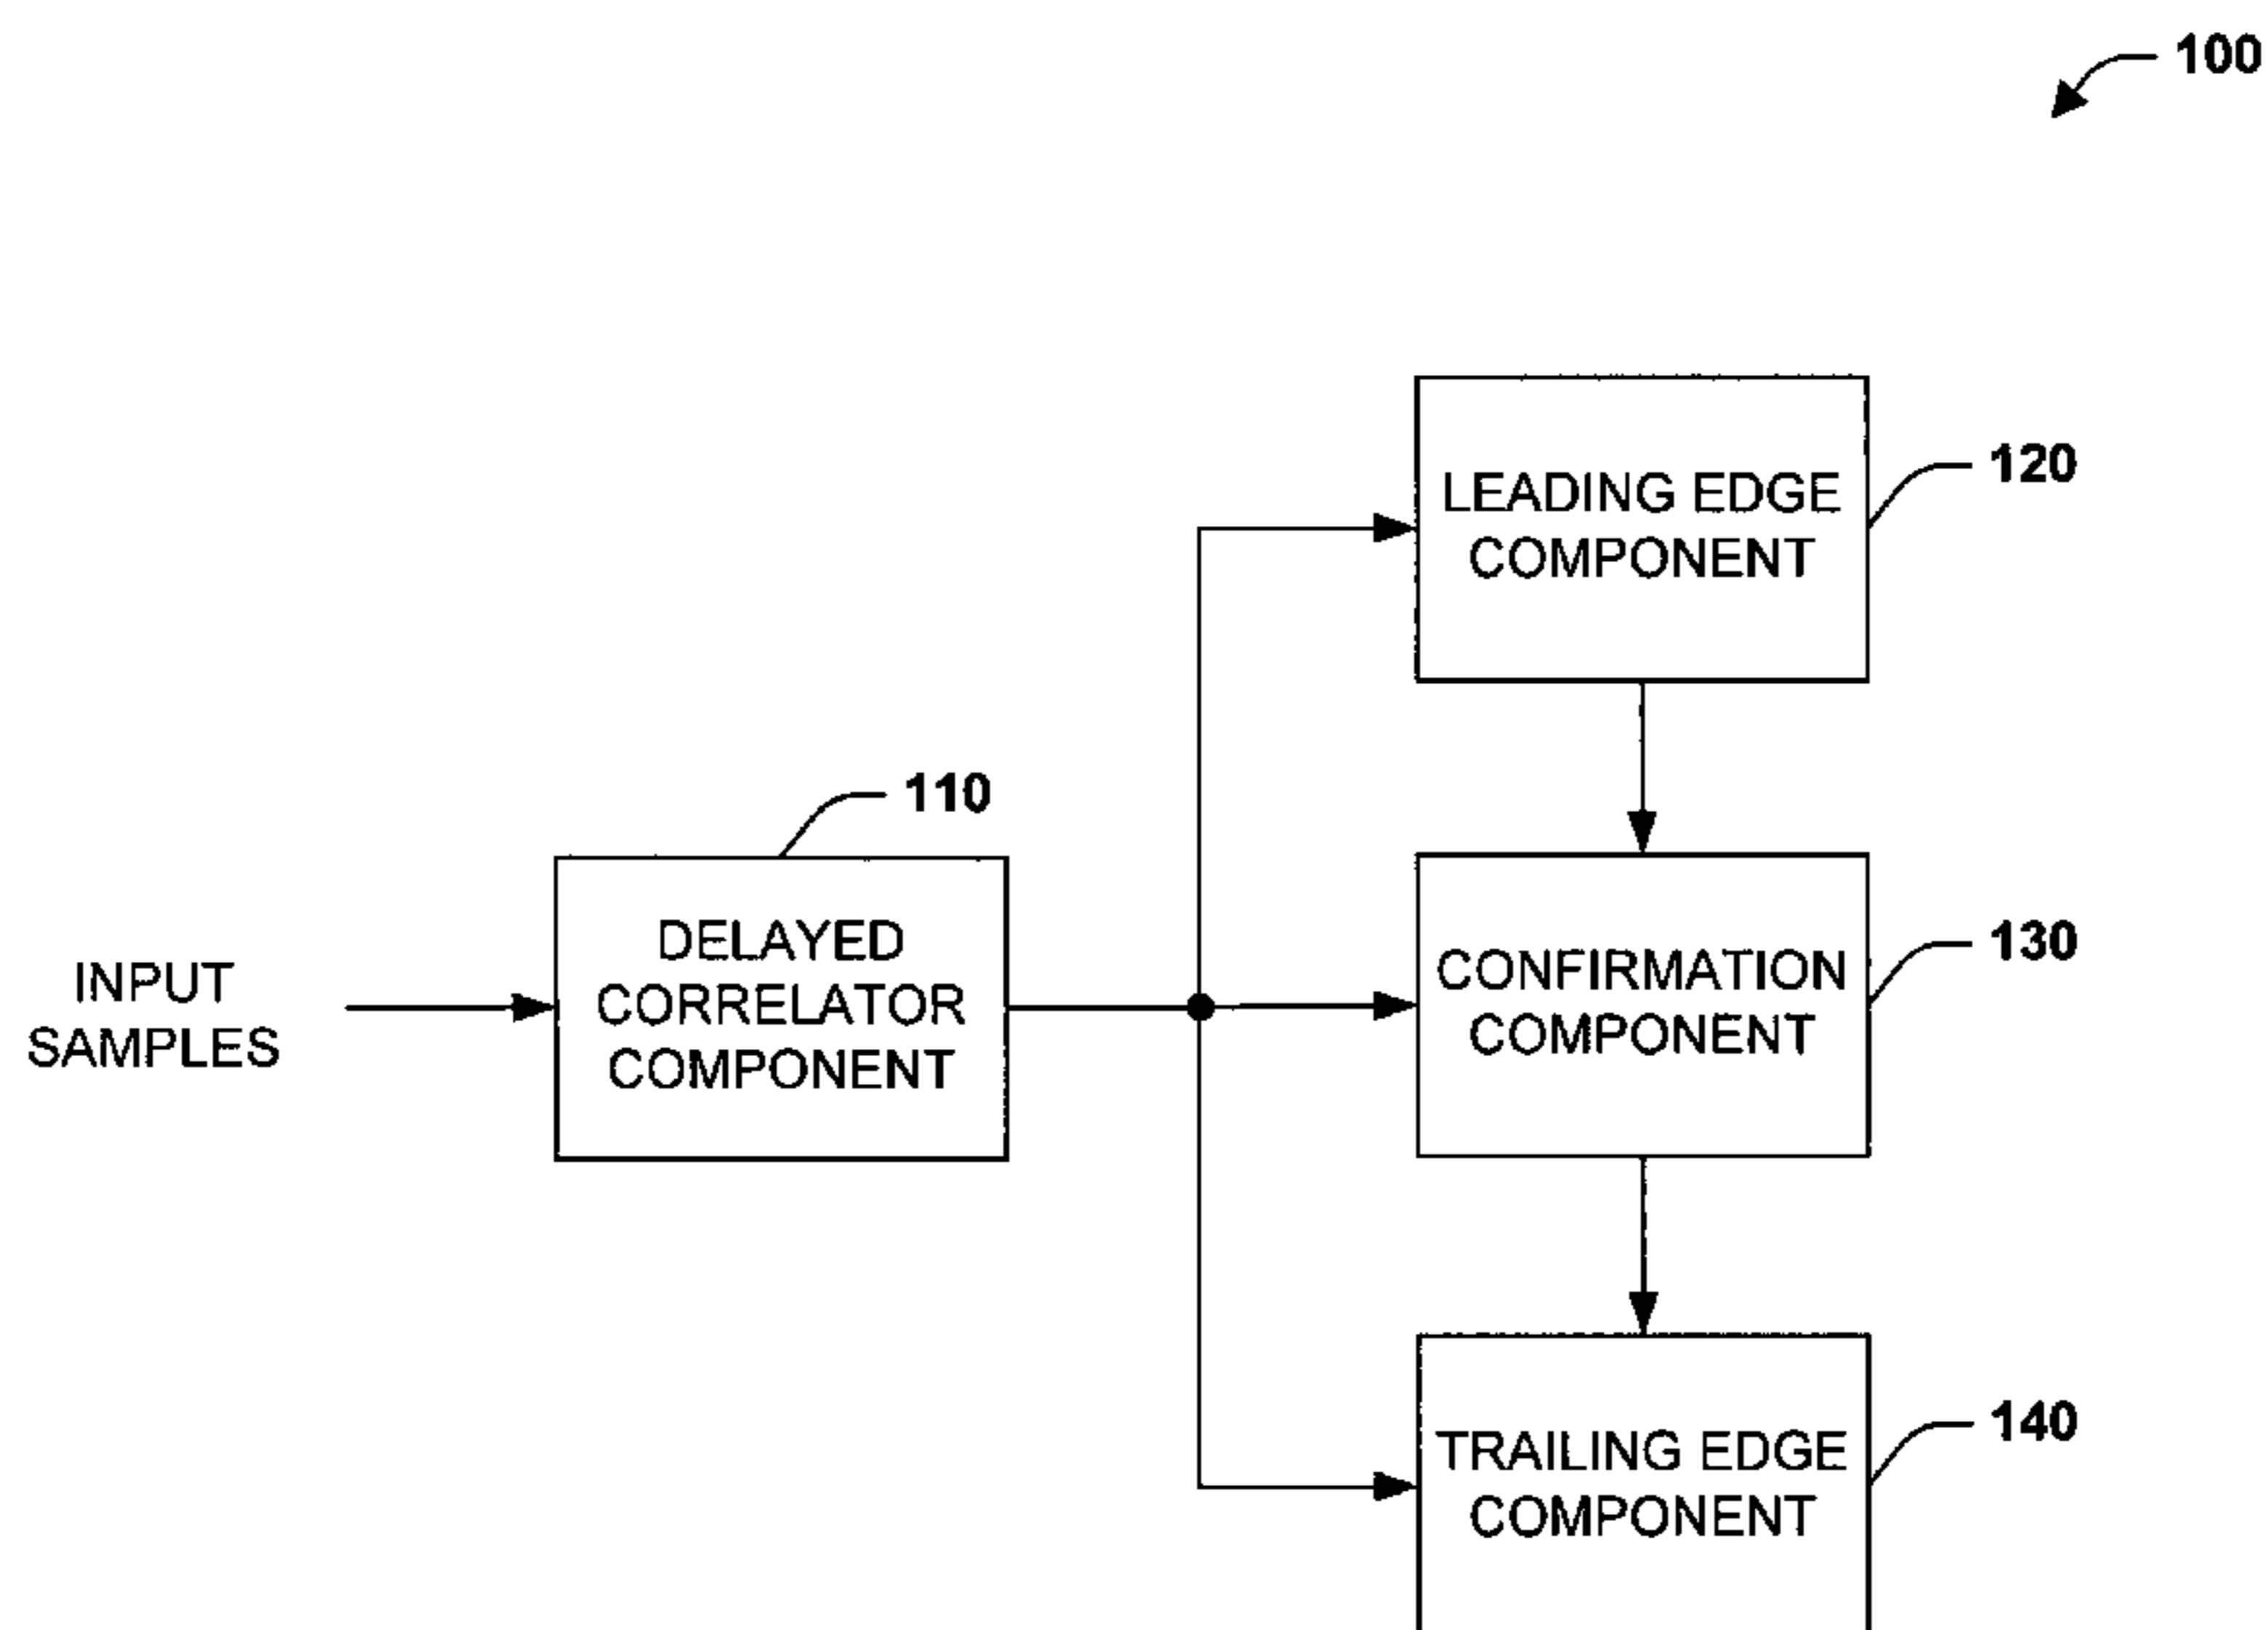 100
LEADING EDGE
COMPONENT
120
110
DELAYED
CORRELATOR
COMPONENT
INPUT
SAMPLES
CONFIRMATION
COMPONENT
130
TRAILING EDGE
COMPONENT
140